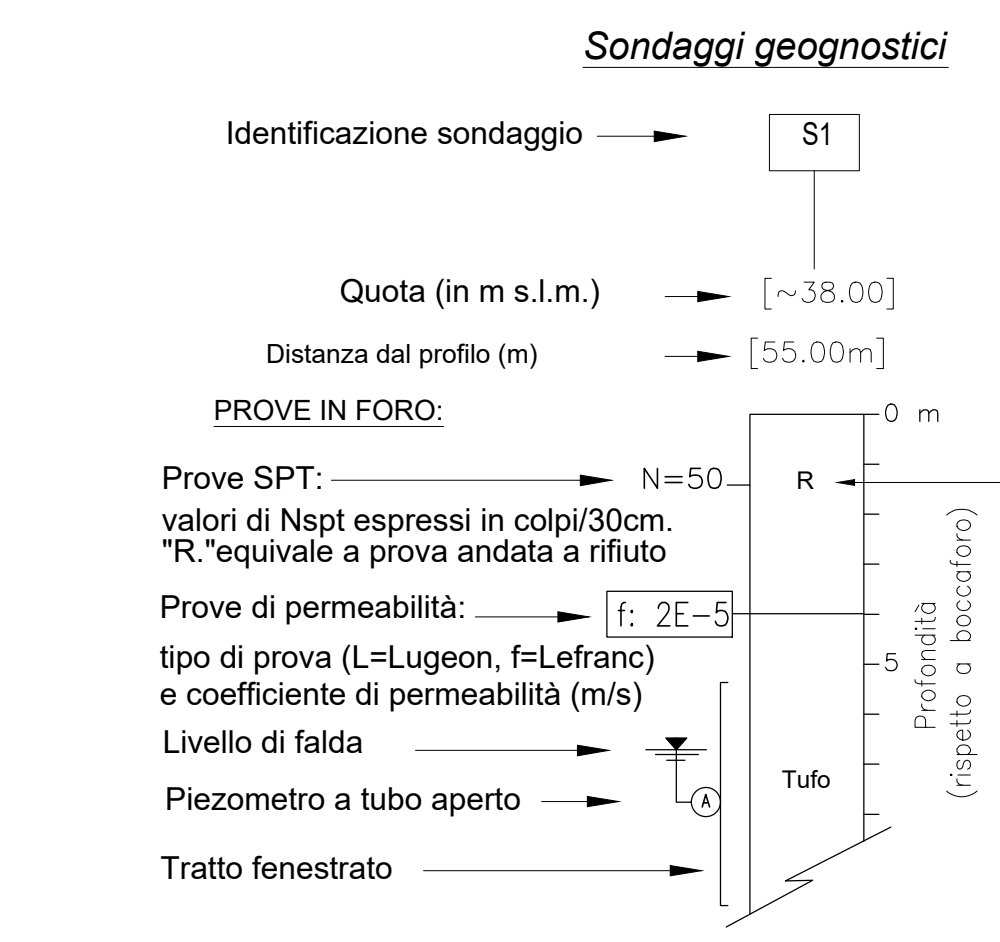 Sondaggi geognostici
Identificazione sondaggio
S1
Quota (in m s.l.m.)
[~38.00]
Distanza dal profilo (m)
[55.00m]
PROVE IN FORO:
0 m
Prove SPT:
N=50
R
valori di Nspt espressi in colpi/30cm.
"R."equivale a prova andata a rifiuto
Prove di permeabilità:
f: 2E-5
tipo di prova (L=Lugeon, f=Lefranc)
5
e coefficiente di permeabilità (m/s)
Profondità
(rispetto a boccaforo)
Livello di falda
Tufo
Piezometro a tubo aperto
A
Tratto fenestrato